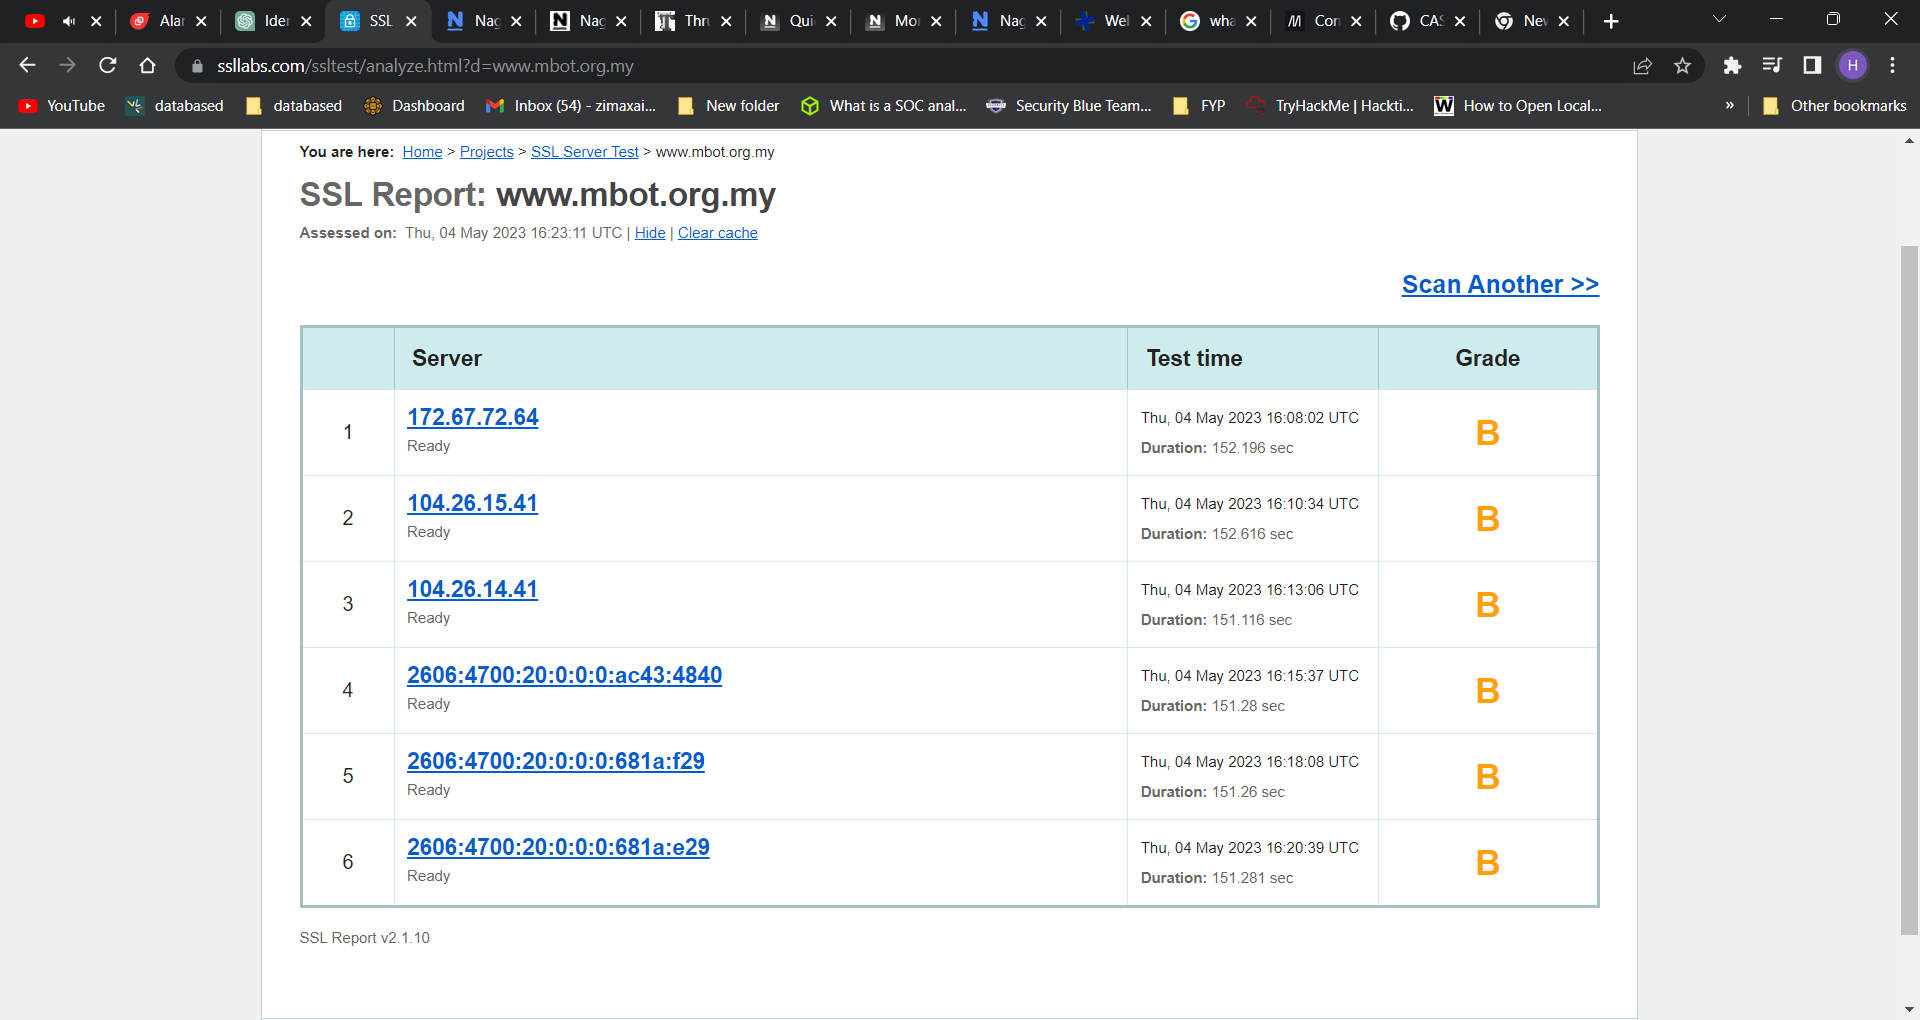 Alar
Ider
SSL
Nag
Nag
Thr
Qui
Mor
Nag
Wel
wha
Con
CAS
Nev
ssllabs.com/ssltest/analyze.html?d=www.mbot.org.my
H
YouTube
databased
databased
Dashboard
Inbox (54) - zimaxai...
New folder
What is a SOC anal...
Security Blue Team...
FYP
TryHackMe | Hackti...
W How to Open Local...
»
Other bookmarks
You are here: Home > Projects > SSL Server Test > www.mbot.org.my
SSL Report: www.mbot.org.my
Assessed on: Thu, 04 May 2023 16:23:11 UTC | Hide | Clear cache
Scan Another >>
Server Test time Grade
1 172.67.72.64 Thu, 04 May 2023 16:08:02 UTC B
Ready Duration: 152.196 sec
2 104.26.15.41 Thu, 04 May 2023 16:10:34 UTC B
Ready Duration: 152.616 sec
3 104.26.14.41 Thu, 04 May 2023 16:13:06 UTC B
Ready Duration: 151.116 sec
4 2606:4700:20:0:0:0:ac43:4840 Thu, 04 May 2023 16:15:37 UTC B
Ready Duration: 151.28 sec
5 2606:4700:20:0:0:0:681a:f29 Thu, 04 May 2023 16:18:08 UTC B
Ready Duration: 151.26 sec
6 2606:4700:20:0:0:0:681a:e29 Thu, 04 May 2023 16:20:39 UTC B
Ready Duration: 151.281 sec
SSL Report v2.1.10